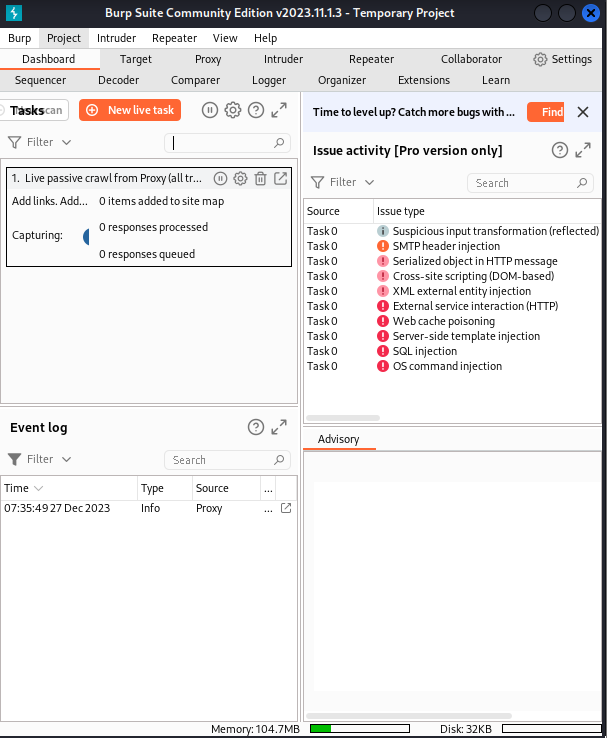 Burp Suite Community Edition v2023.11.1.3 - Temporary Project
Burp Project Intruder Repeater View Help
Dashboard Target Proxy Intruder Repeater Collaborator Settings
Sequencer Decoder Comparer Logger Organizer Extensions Learn
Tasks scan New live task
Filter
1. Live passive crawl from Proxy (all tr...
Add links. Add... 0 items added to site map
Capturing: 0 responses processed
0 responses queued
Time to level up? Catch more bugs with ... Find
Issue activity [Pro version only]
Filter Search
Source Issue type
Task 0 Suspicious input transformation (reflected)
Task 0 SMTP header injection
Task 0 Serialized object in HTTP message
Task 0 Cross-site scripting (DOM-based)
Task 0 XML external entity injection
Task 0 External service interaction (HTTP)
Task 0 Web cache poisoning
Task 0 Server-side template injection
Task 0 SQL injection
Task 0 OS command injection
Event log
Filter Search
Time Type Source ...
07:35:49 27 Dec 2023 Info Proxy ...
Advisory
Memory: 104.7MB Disk: 32KB